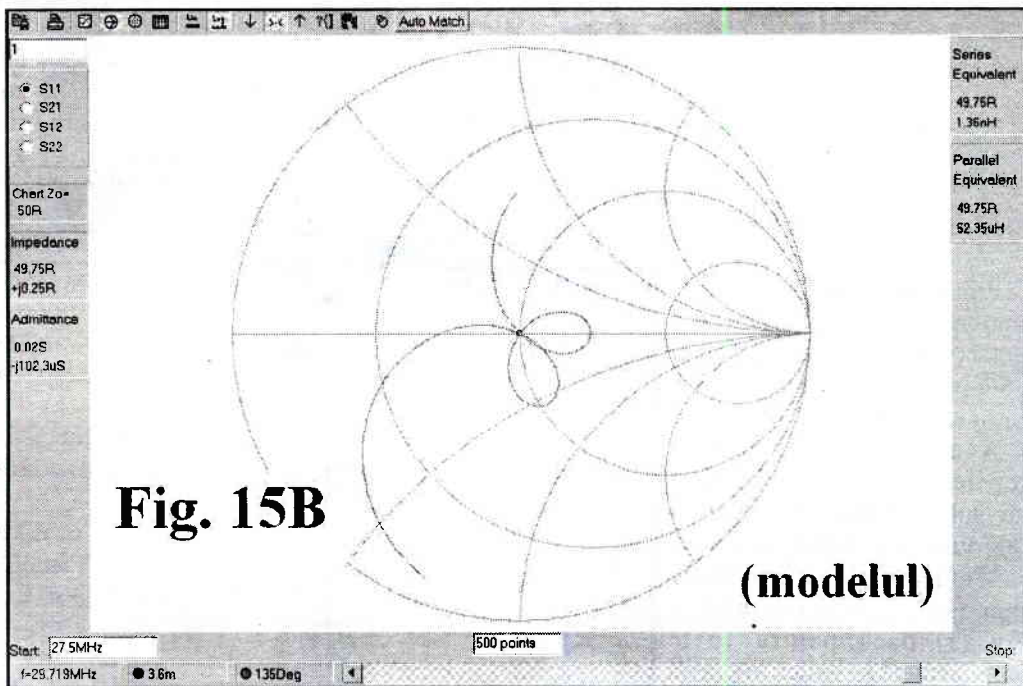 Auto Match
1
S11
S21
S12
S22
Chart Zo=
50R
Impedance
49.75R
+j0.25R
Admittance
0.02S
-j102.3uS
Series
Equivalent
49.75R
1.36nH
Parallel
Equivalent
49.75R
52.35uH
Fig. 15B
(modelul)
Start: 27.5MHz
500 points
Stop:
f=29.719MHz
3.6m
135Deg